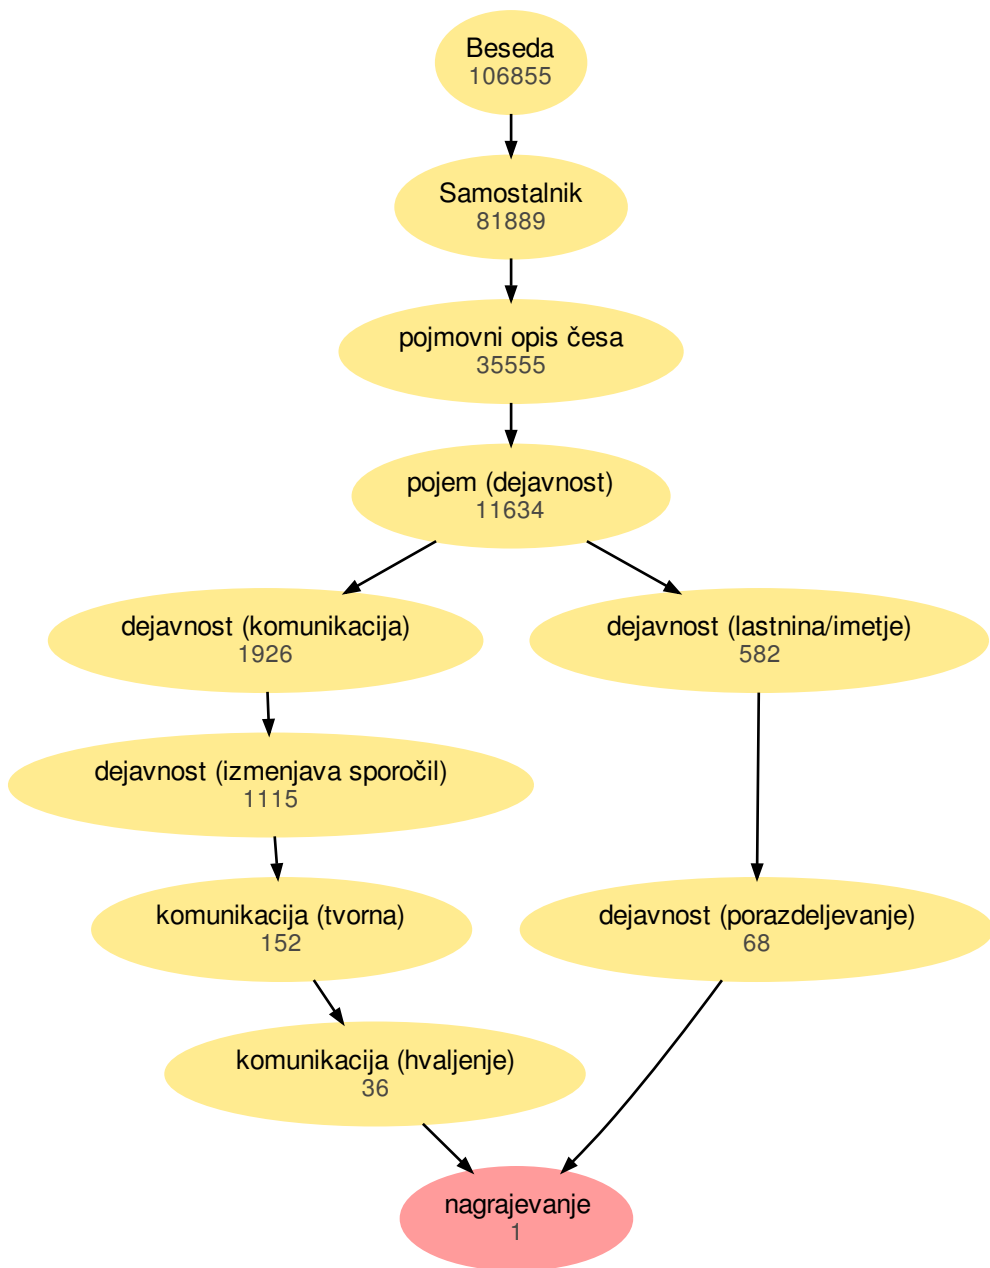 Beseda
106855
Samostalnik
81889
pojmovni opis česa
35555
pojem (dejavnost)
11634
dejavnost (komunikacija)
1926
dejavnost (lastnina/imetje)
582
dejavnost (izmenjava sporočil)
1115
komunikacija (tvorna)
152
dejavnost (porazdeljevanje)
68
komunikacija (hvaljenje)
36
nagrajevanje
1